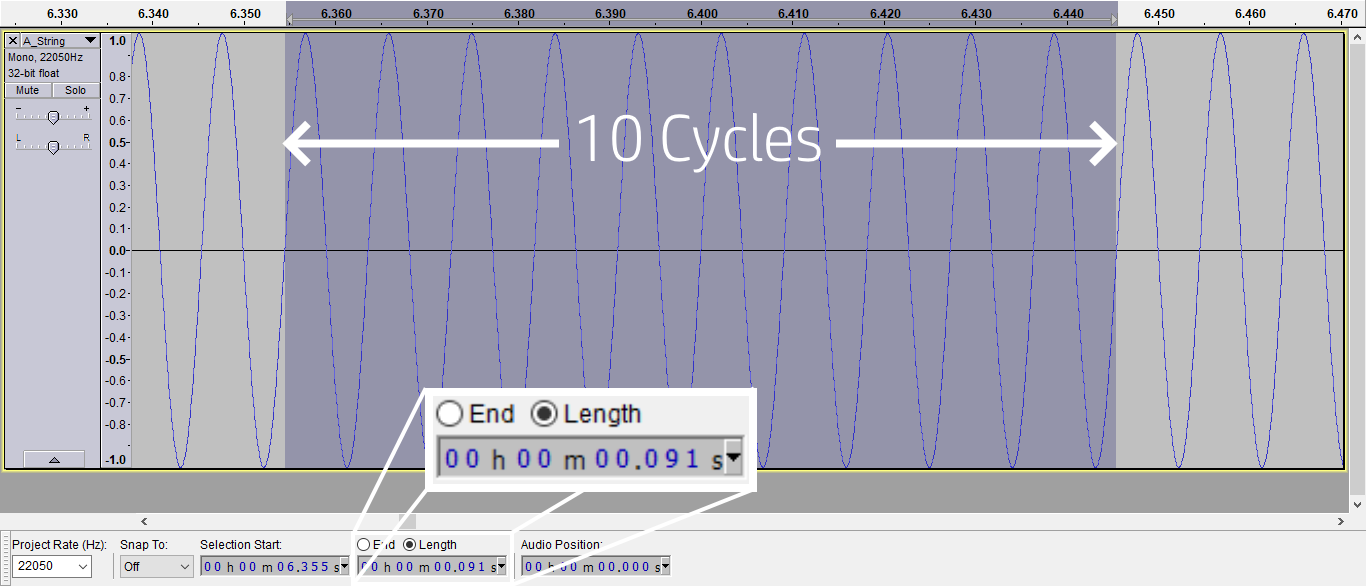 6.330 6.340 6.350 6.360 6.370 6.380 6.390 6.400 6.410 6.420 6.430 6.440 6.450 6.460 6.470
A_String
Mono, 22050Hz
32-bit float
Mute Solo
- +
L R
1.0
0.8
0.7
0.6
0.5
0.4
0.3
0.2
0.1
0.0
-0.1
-0.2
-0.3
-0.4
-0.5
-0.6
-0.7
-0.8
-1.0
10 Cycles
End Length
00 h 00 m 00.091 s
Project Rate (Hz): Snap To: Selection Start: End Length Audio Position:
22050 Off 00 h 00 m 06.355 s 00 h 00 m 00.091 s 00 h 00 m 00.000 s